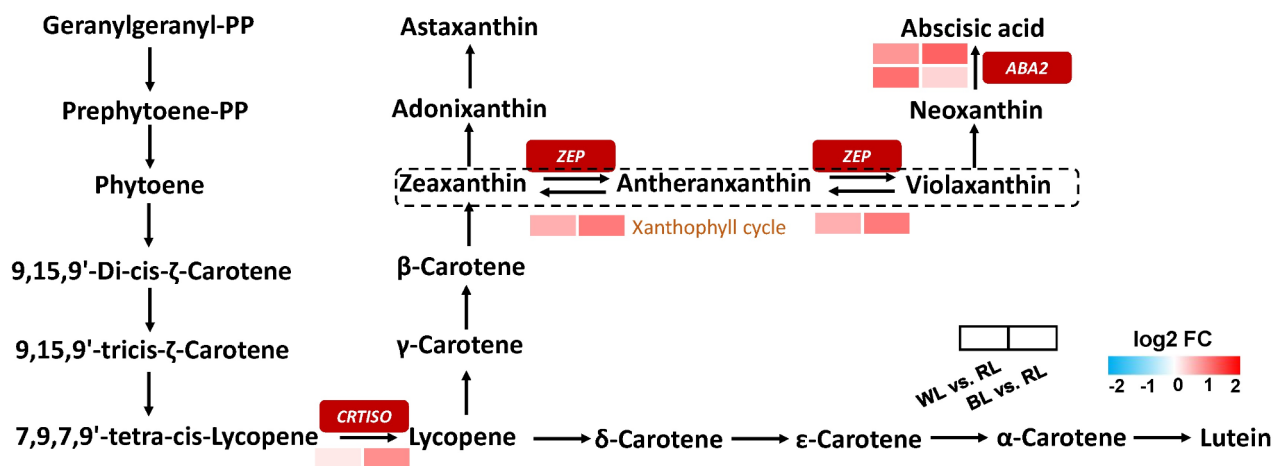 Geranylgeranyl-PP
Astaxanthin
Abscisic acid
ABA2
Prephytoene-PP
Adonixanthin
Neoxanthin
ZEP
ZEP
Phytoene
Zeaxanthin
Antheranxanthin
Violaxanthin
Xanthophyll cycle
9,15,9'-Di-cis-ζ-Carotene
β-Carotene
9,15,9'-tricis-ζ-Carotene
γ-Carotene
WL vs. RL
BL vs. RL
log2 FC
-2 -1 0 1 2
CRTISO
7,9,7,9'-tetra-cis-Lycopene
Lycopene
δ-Carotene
ε-Carotene
α-Carotene
Lutein